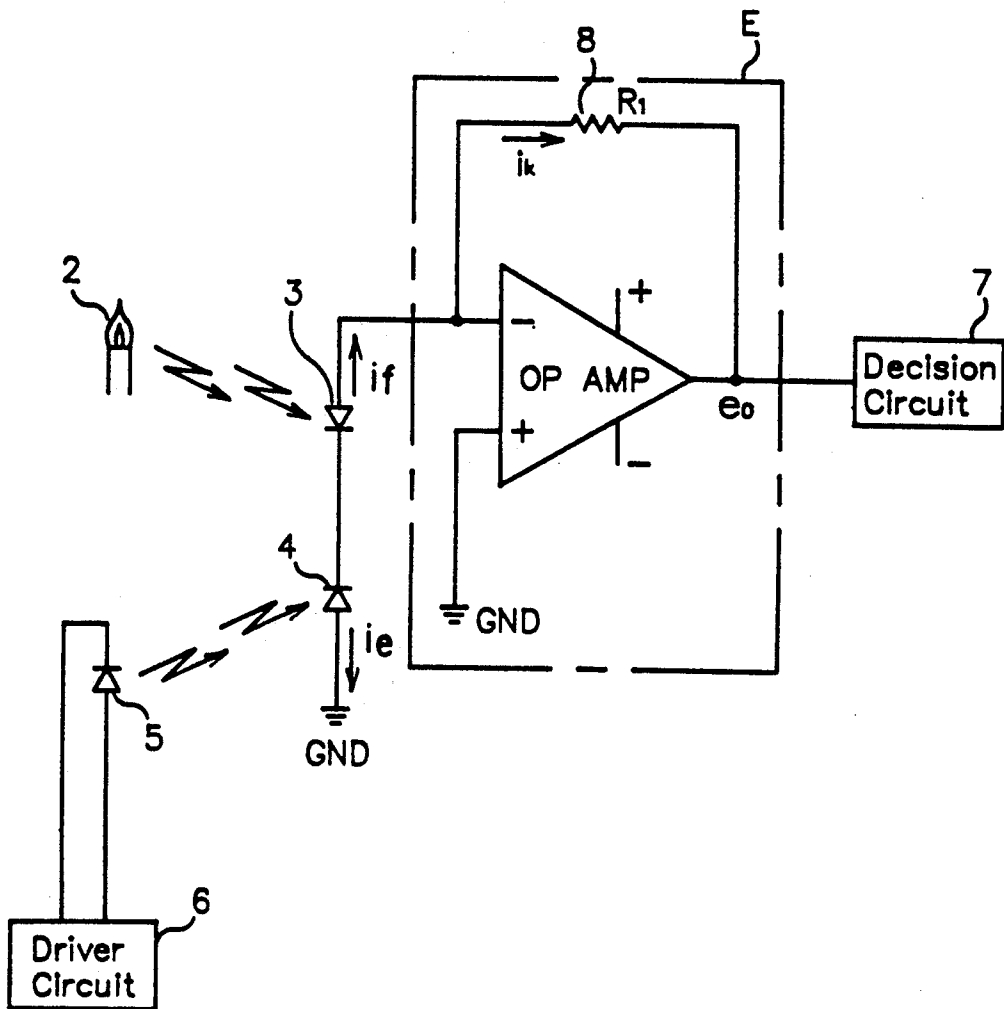 E
8
R1
ik
2
3
if
−
+
OP AMP
+
−
eo
7
Decision
Circuit
4
GND
ie
5
GND
6
Driver
Circuit